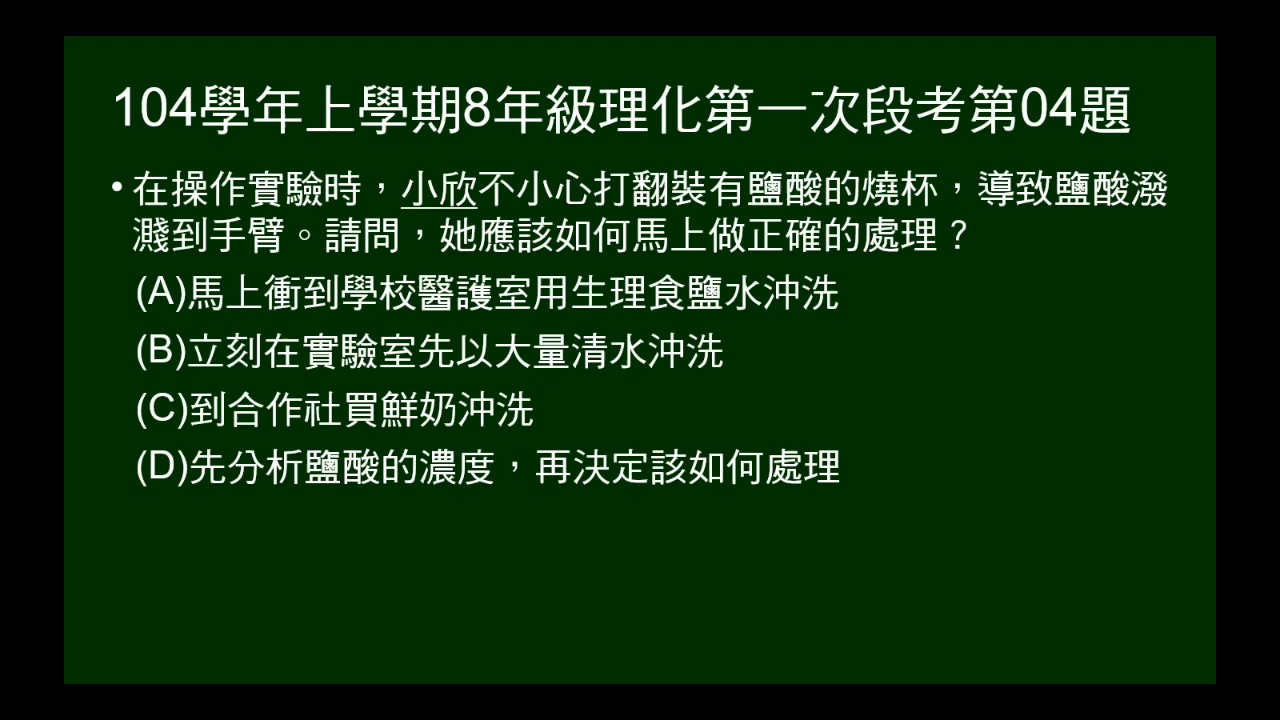 104學年上學期8年級理化第一次段考第04題
• 在操作實驗時，小欣不小心打翻裝有鹽酸的燒杯，導致鹽酸潑
濺到手臂。請問，她應該如何馬上做正確的處理？
(A)馬上衝到學校醫護室用生理食鹽水沖洗
(B)立刻在實驗室先以大量清水沖洗
(C)到合作社買鮮奶沖洗
(D)先分析鹽酸的濃度，再決定該如何處理